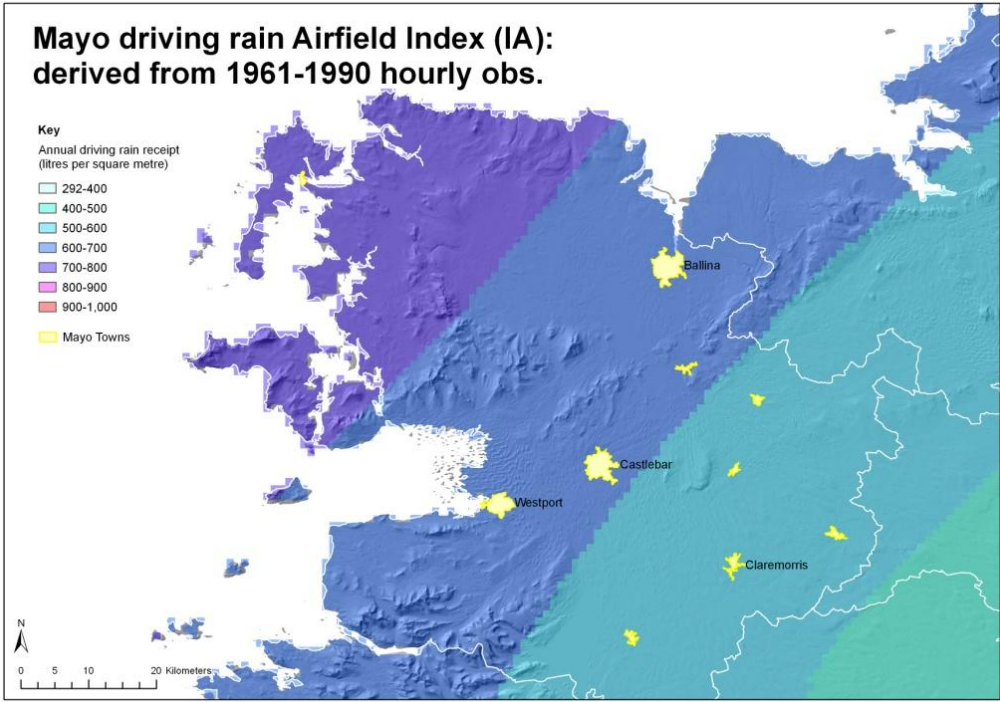 Mayo driving rain Airfield Index (IA):
derived from 1961-1990 hourly obs.
Key
Annual driving rain receipt
(litres per square metre)
292-400
400-500
500-600
600-700
700-800
800-900
900-1,000
Mayo Towns
Ballina
Castlebar
Westport
Claremorris
N
0 5 10 20 Kilometers